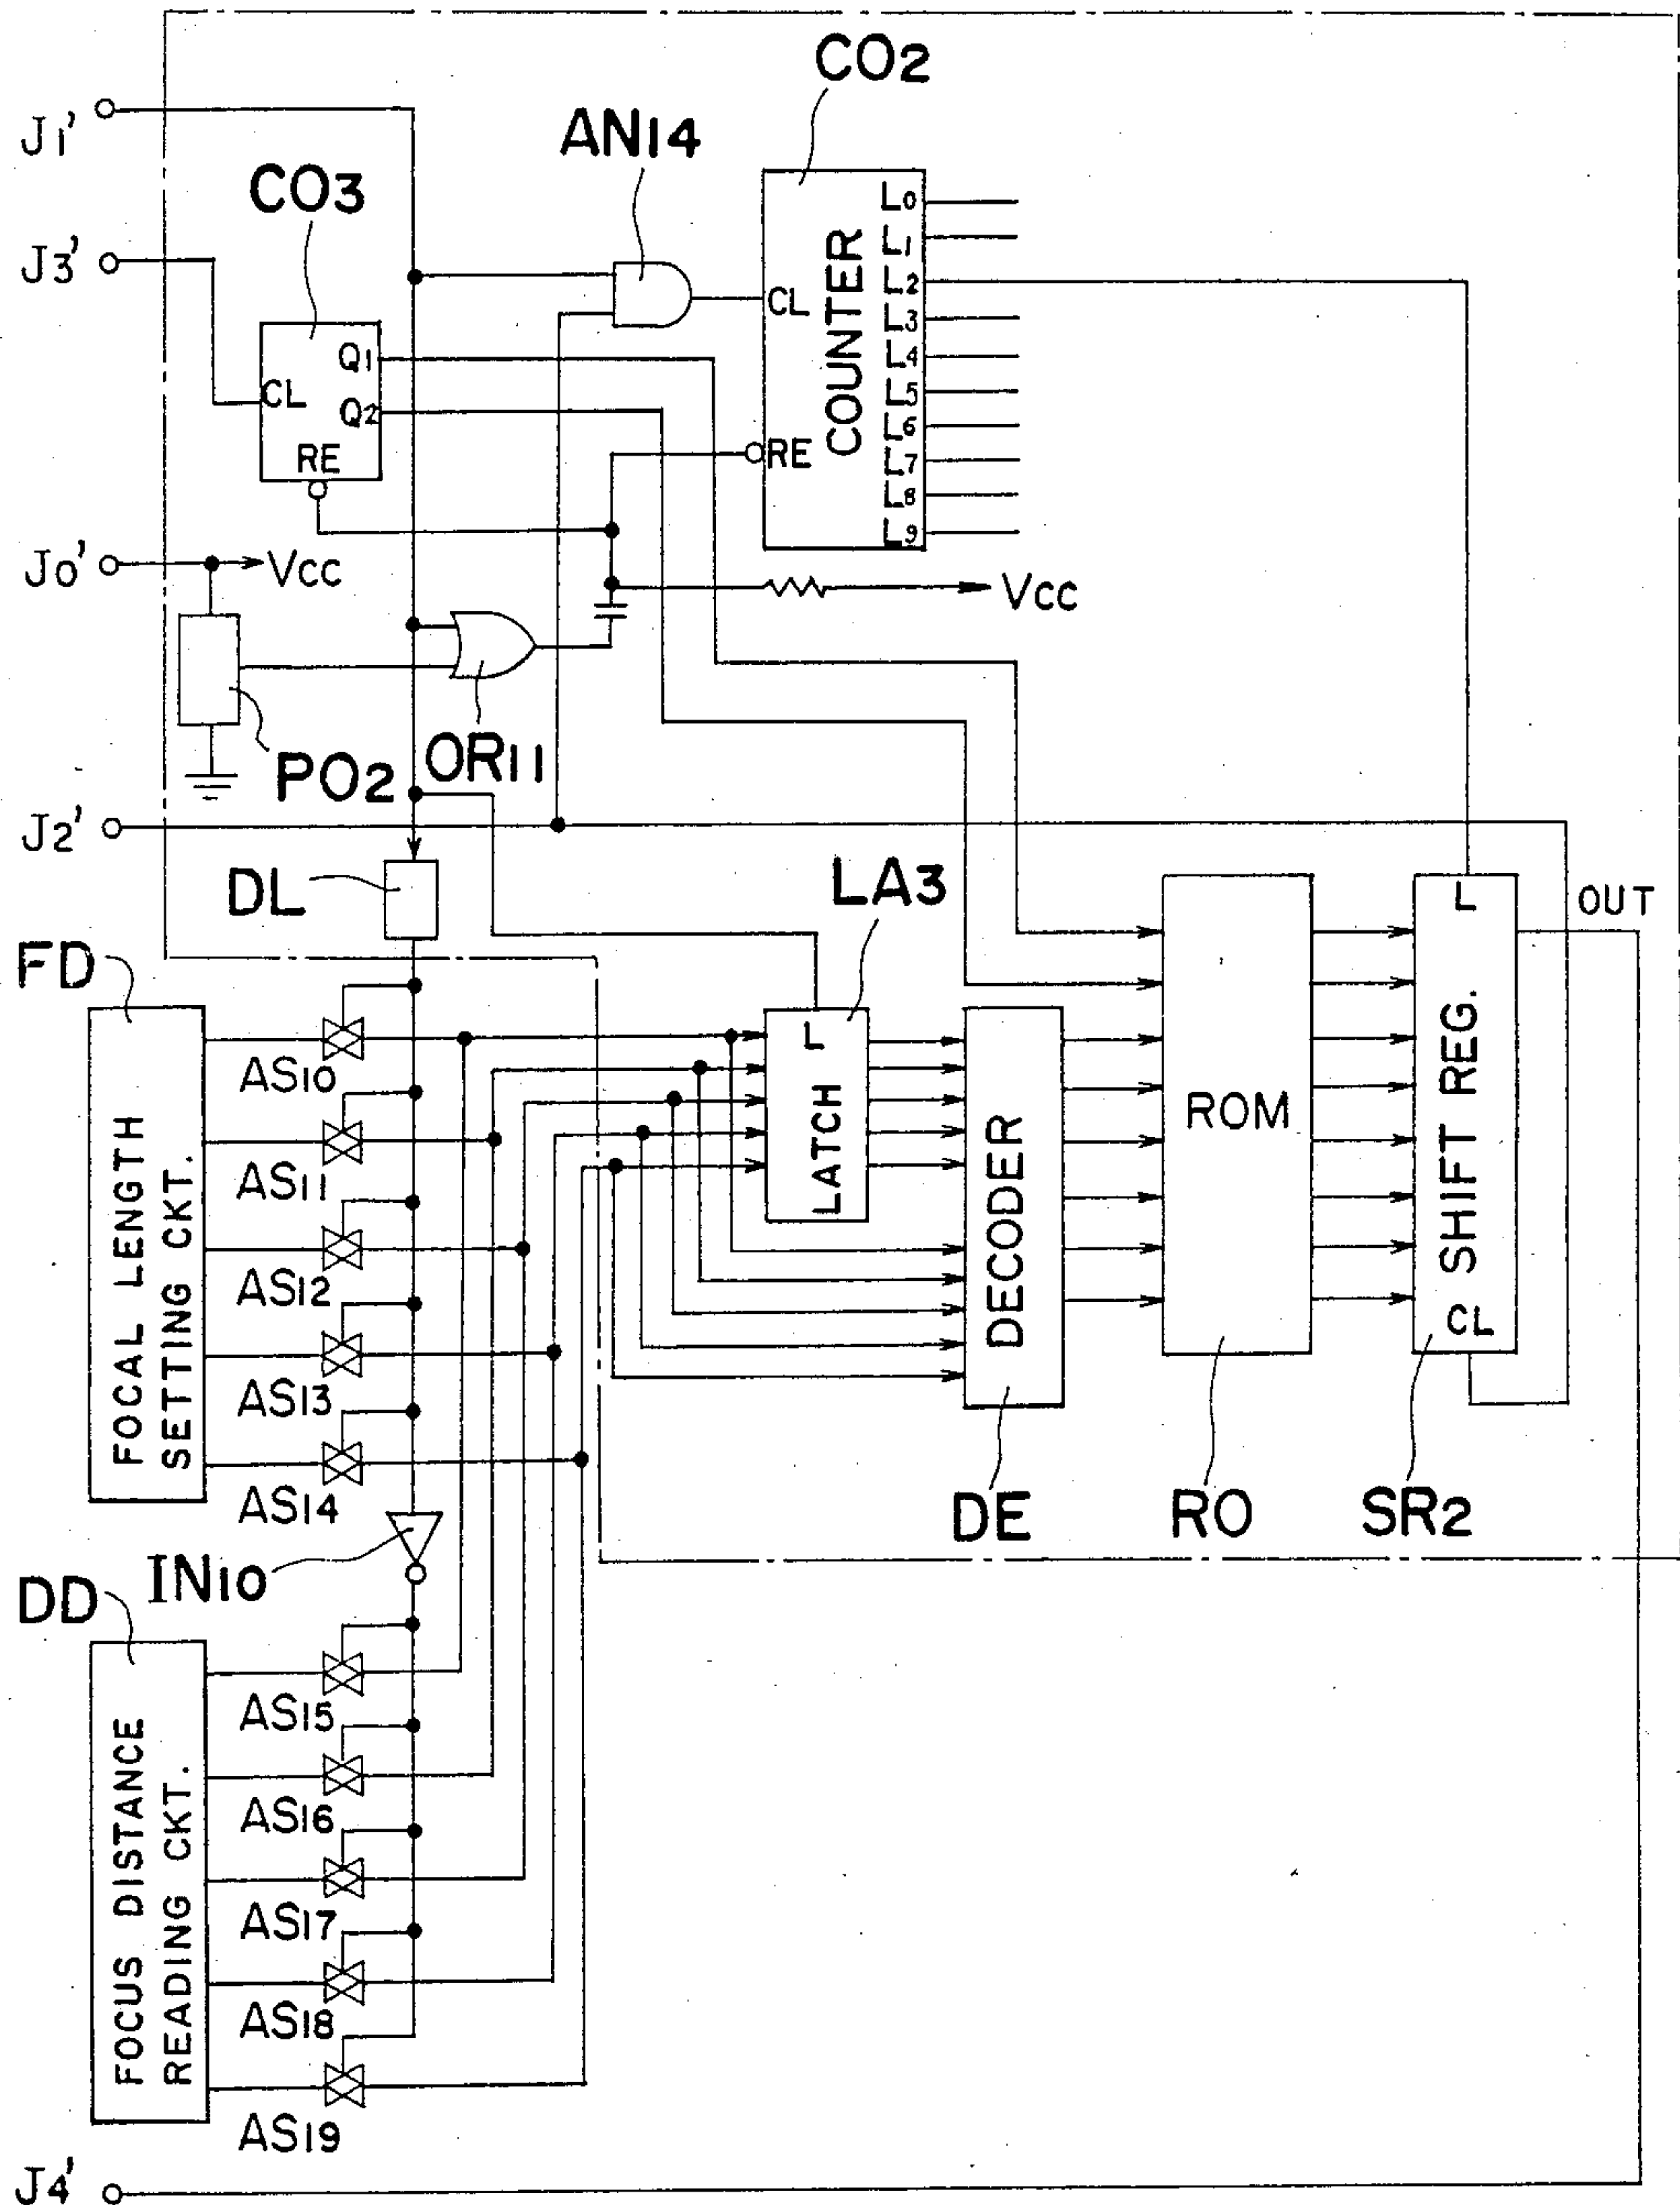 CO2
J1'
AN14
CO3
L0
L1
J3'
L2
CL
L3
COUNTER
Q1
L4
CL
L5
Q2
L6
RE
RE
L7
L8
L9
J0'
Vcc
Vcc
OR11
PO2
J2'
DL
LA3
L
OUT
FD
L
AS10
LATCH
ROM
SHIFT REG.
FOCAL LENGTH
SETTING CKT.
AS11
DECODER
AS12
CL
AS13
AS14
DE
RO
SR2
IN10
DD
AS15
FOCUS DISTANCE
READING CKT.
AS16
AS17
AS18
AS19
J4'